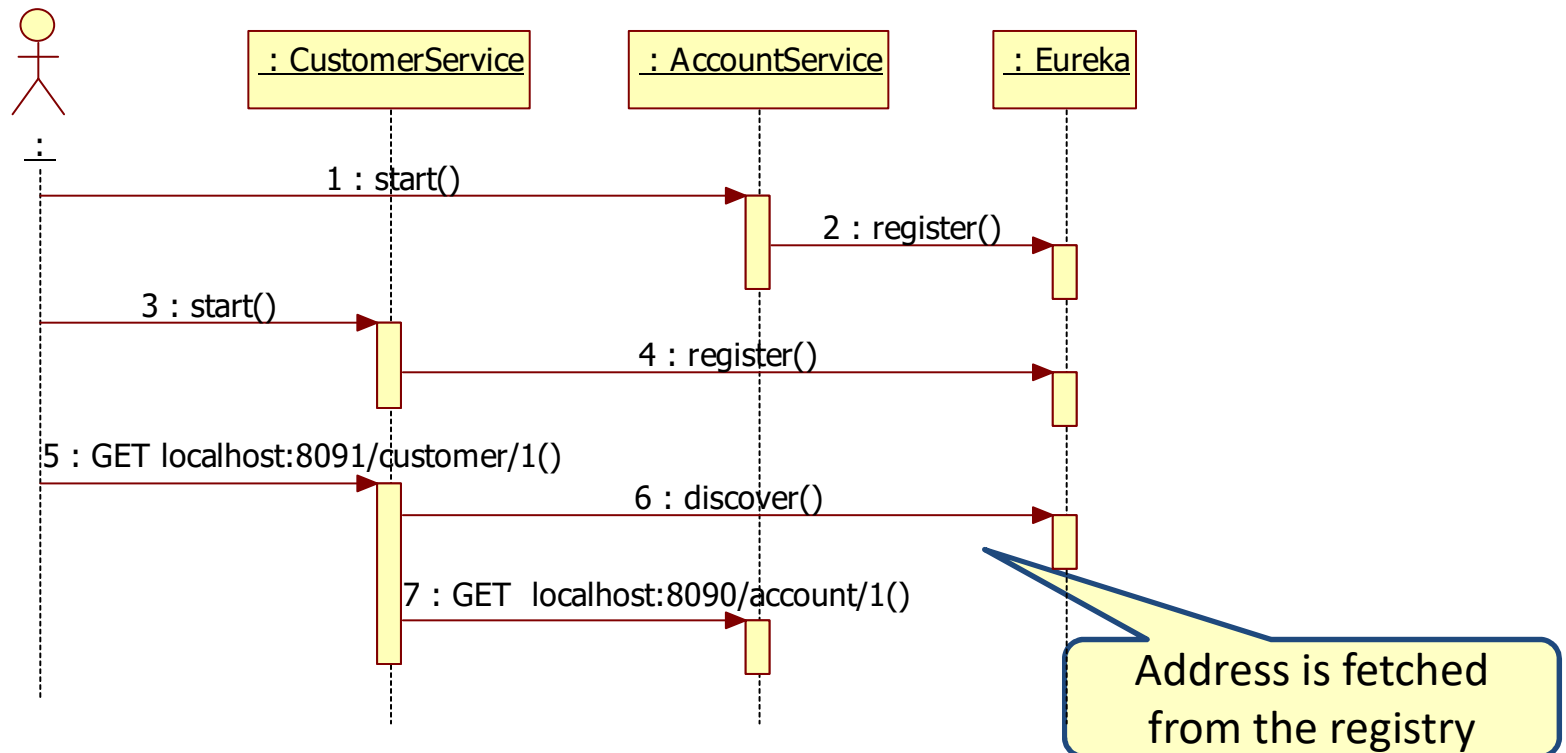 : CustomerService
: AccountService
: Eureka
:
1 : start()
2 : register()
3 : start()
4 : register()
5 : GET localhost:8091/customer/1()
6 : discover()
7 : GET  localhost:8090/account/1()
Address is fetched
from the registry